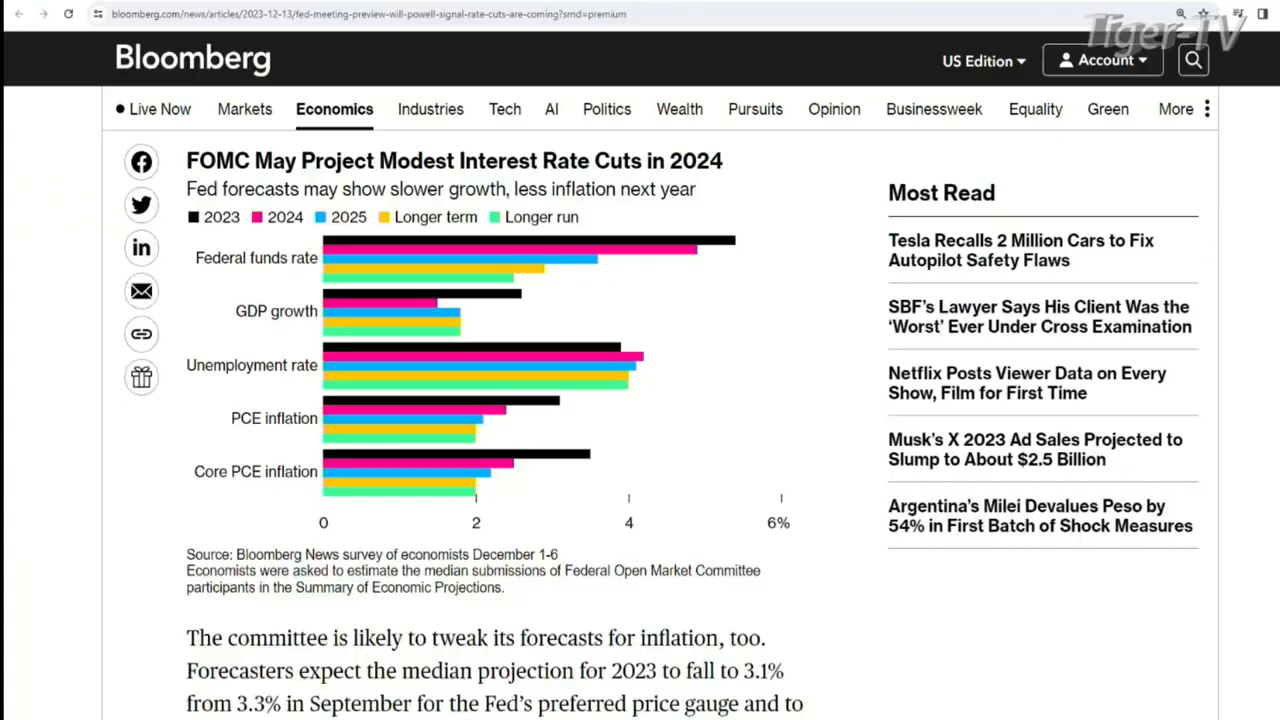 bloomberg.com/news/articles/2023-12-13/fed-meeting-preview-will-powell-signal-rate-cuts-are-coming?srnd=premium
Tiger-TV
Bloomberg
US Edition
Account
Live Now Markets Economics Industries Tech AI Politics Wealth Pursuits Opinion Businessweek Equality Green More
FOMC May Project Modest Interest Rate Cuts in 2024
Fed forecasts may show slower growth, less inflation next year
2023 2024 2025 Longer term Longer run
Federal funds rate
GDP growth
Unemployment rate
PCE inflation
Core PCE inflation
0 2 4 6%
Source: Bloomberg News survey of economists December 1-6
Economists were asked to estimate the median submissions of Federal Open Market Committee
participants in the Summary of Economic Projections.
The committee is likely to tweak its forecasts for inflation, too.
Forecasters expect the median projection for 2023 to fall to 3.1%
from 3.3% in September for the Fed's preferred price gauge and to
Most Read
Tesla Recalls 2 Million Cars to Fix
Autopilot Safety Flaws
SBF's Lawyer Says His Client Was the
'Worst' Ever Under Cross Examination
Netflix Posts Viewer Data on Every
Show, Film for First Time
Musk's X 2023 Ad Sales Projected to
Slump to About $2.5 Billion
Argentina's Milei Devalues Peso by
54% in First Batch of Shock Measures